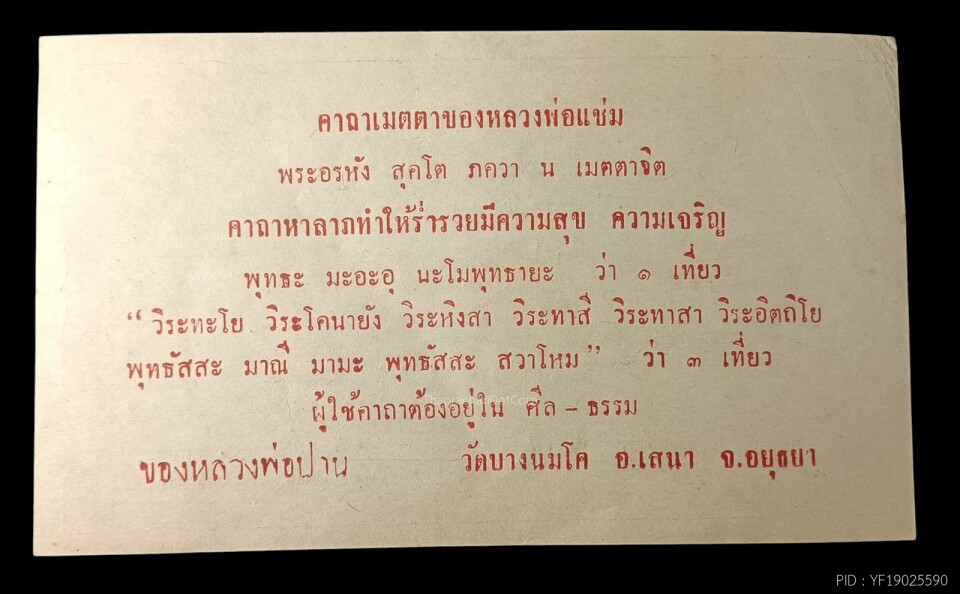 คาถาเมตตาของหลวงพ่อแช่ม
พระอรหัง สุคโต ภควา น เมตตาจิต
คาถาหาลาภทำให้ร่ำรวยมีความสุข ความเจริญ
พุทธะ มะอะอุ นะโมพุทธายะ ว่า ๑ เที่ยว
“ วิระทะโย วิระโคนายัง วิระหิงสา วิระทาสี วิระทาสา วิระอิตถิโย
พุทธัสสะ มาณี มามะ พุทธัสสะ สวาโหม ” ว่า ๓ เที่ยว
ผู้ใช้คาถาต้องอยู่ใน ศีล – ธรรม
ของหลวงพ่อปาน วัดบางนมโค อ.เสนา จ.อยุธยา
PID : YF19025590